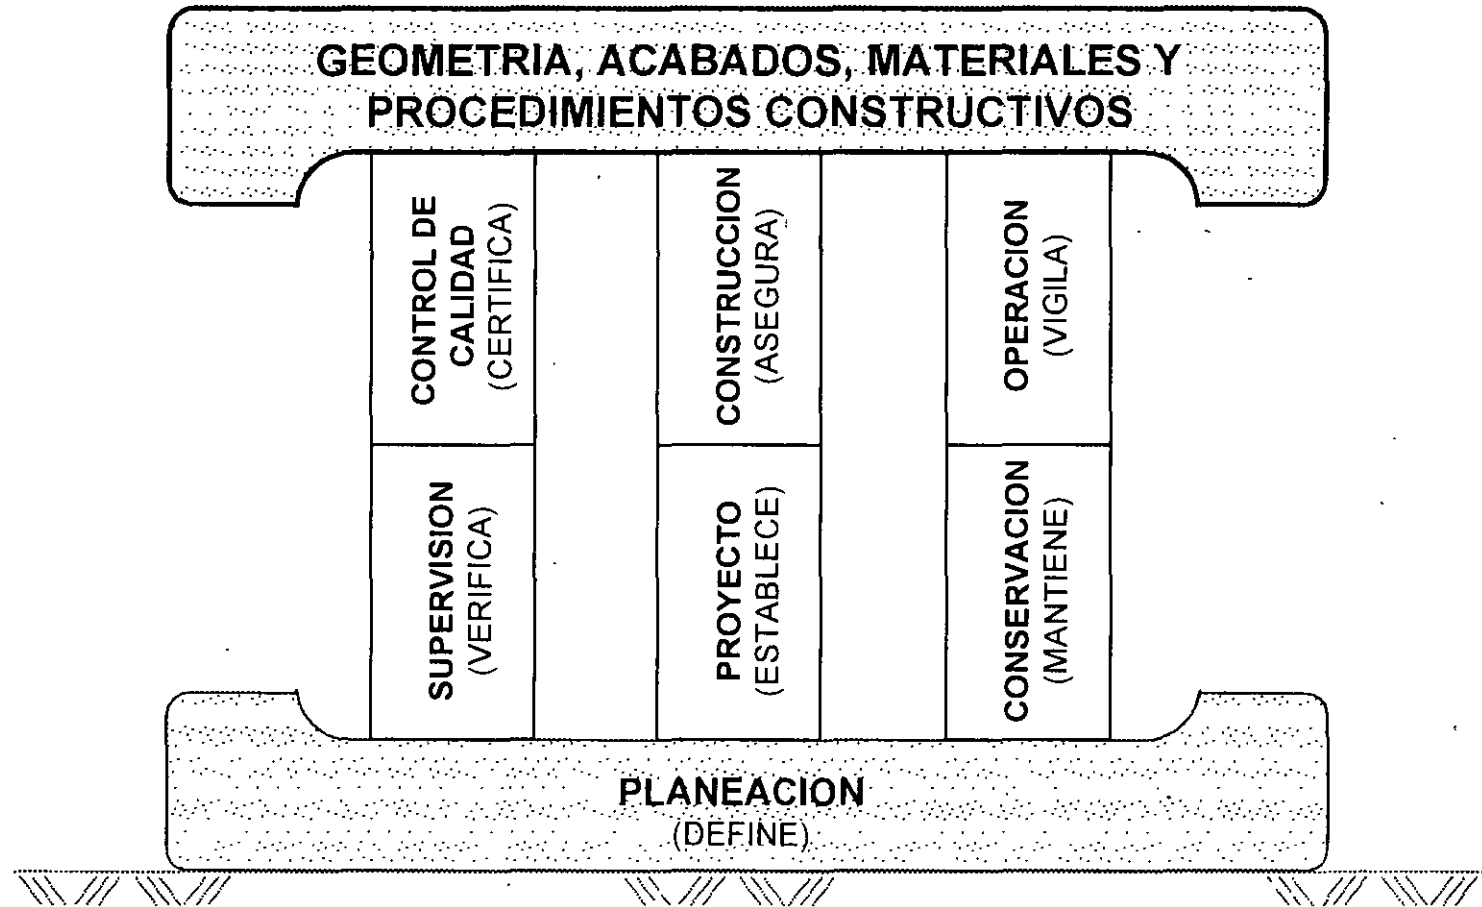 GEOMETRIA, ACABADOS, MATERIALES Y
PROCEDIMIENTOS CONSTRUCTIVOS
CONTROL DE
CALIDAD
(CERTIFICA)
CONSTRUCCION
(ASEGURA)
OPERACION
(VIGILA)
SUPERVISION
(VERIFICA)
PROYECTO
(ESTABLECE)
CONSERVACION
(MANTIENE)
PLANEACION
(DEFINE)